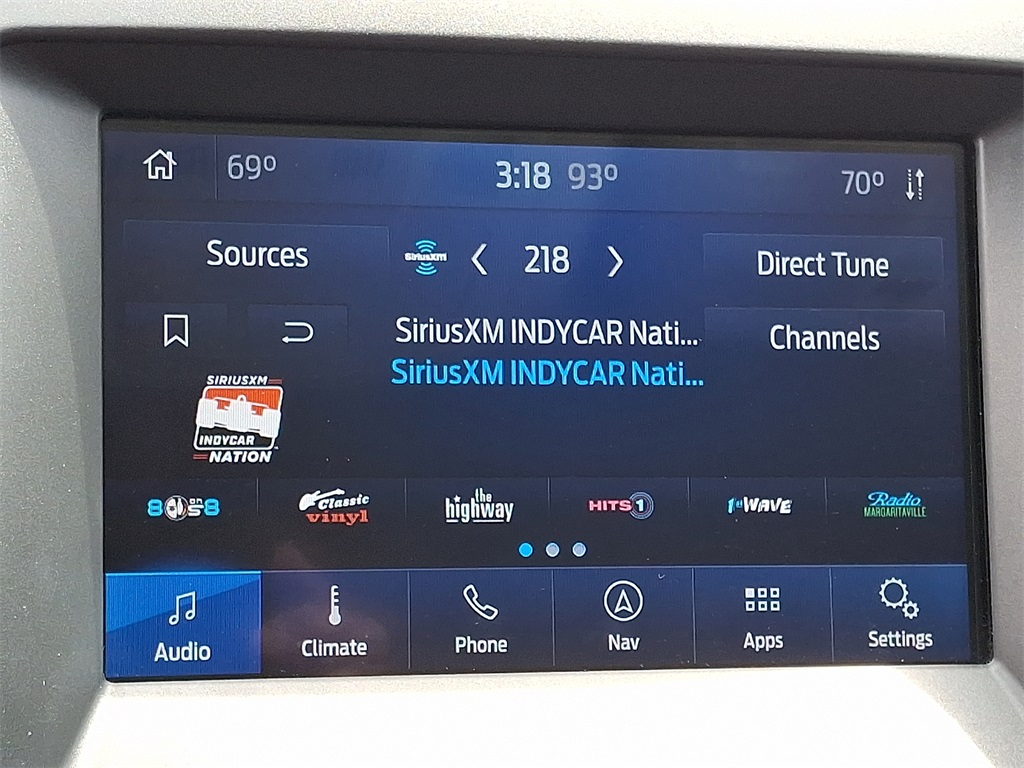 69° 3:18 93° 70°
Sources SiriusXM 218 Direct Tune
SiriusXM INDYCAR Nati... Channels
SiriusXM INDYCAR Nati...
SIRIUSXM
INDYCAR
NATION
80s on 8 Classic vinyl the highway HITS 1 1st WAVE Radio MARGARITAVILLE
Audio Climate Phone Nav Apps Settings